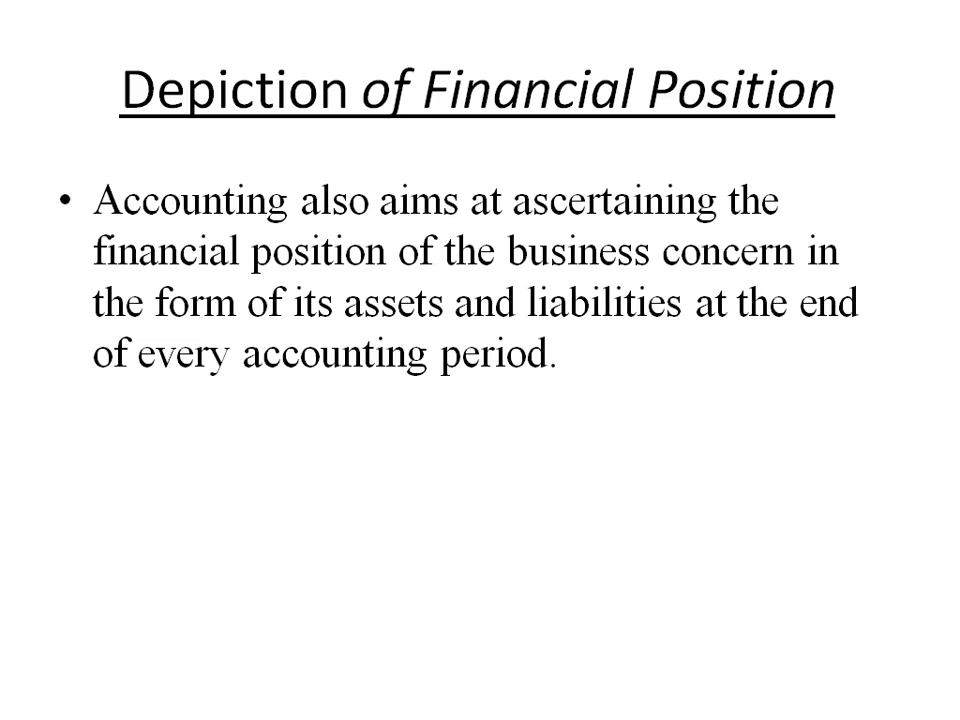 Depiction of Financial Position
• Accounting also aims at ascertaining the
financial position of the business concern in
the form of its assets and liabilities at the end
of every accounting period.